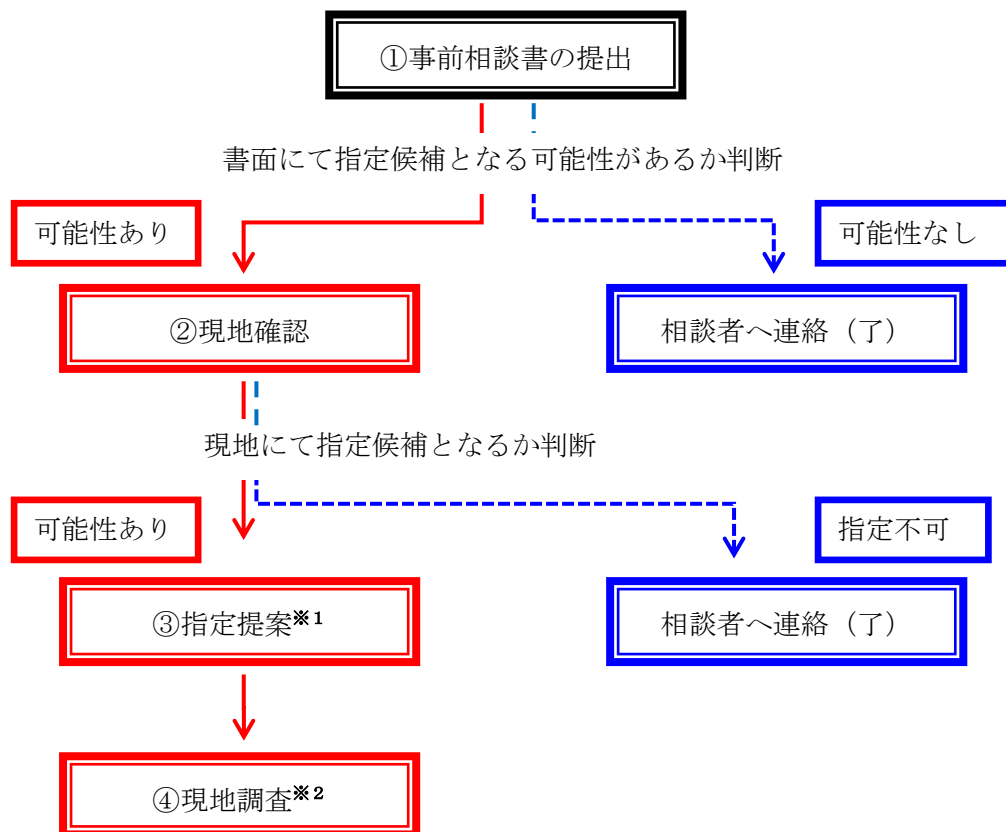 ①事前相談書の提出
書面にて指定候補となる可能性があるか判断
可能性あり
可能性なし
②現地確認
相談者へ連絡（了）
現地にて指定候補となるか判断
可能性あり
指定不可
③指定提案※1
相談者へ連絡（了）
④現地調査※2